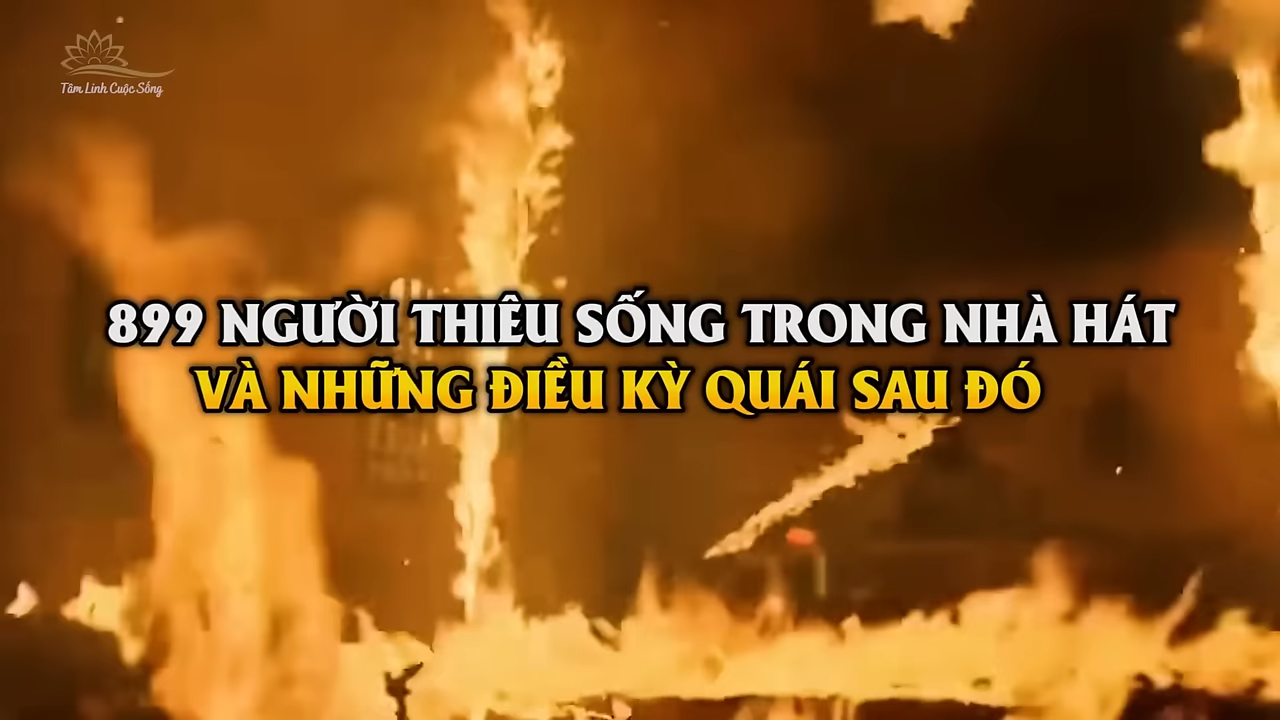 Tâm Linh Cuộc Sống
899 NGƯỜI THIÊU SỐNG TRONG NHÀ HÁT
VÀ NHỮNG ĐIỀU KỲ QUÁI SAU ĐÓ